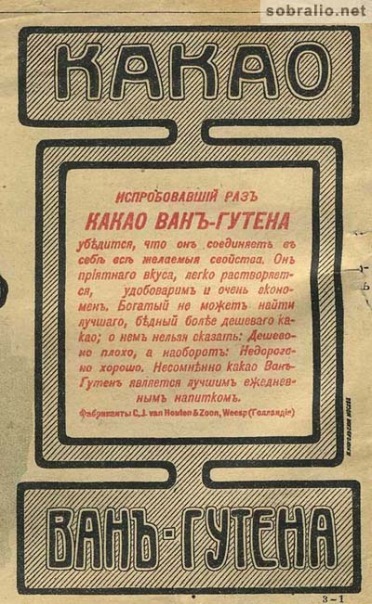 sobralio.net
КАКАО
ИСПРОБОВАВШІЙ РАЗЪ
КАКАО ВАНЪ-ГУТЕНА
убѣдится, что онъ соединяетъ въ
себѣ всѣ желаемыя свойства. Онъ
пріятнаго вкуса, легко растворяет-
ся, удобоваримъ и очень эконо-
менъ. Богатый не можетъ найти
лучшаго, бѣдный болѣе дешеваго ка-
као; о немъ нельзя сказать: Дешево-
но плохо, а наоборотъ: Недорого-
но хорошо. Несомнѣнно какао Ванъ-
Гутенъ является лучшимъ ежеднев-
нымъ напиткомъ.
Фабриканты C. J. van Houten & Zoon, Weesp (Голландія)
ВАНЪ-ГУТЕНА
3-1